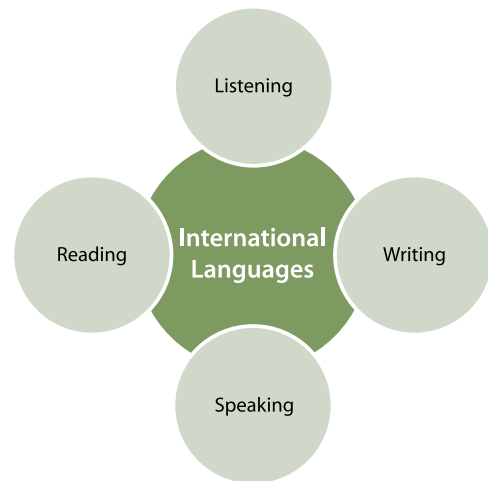 Listening
Reading
International
Languages
Writing
Speaking